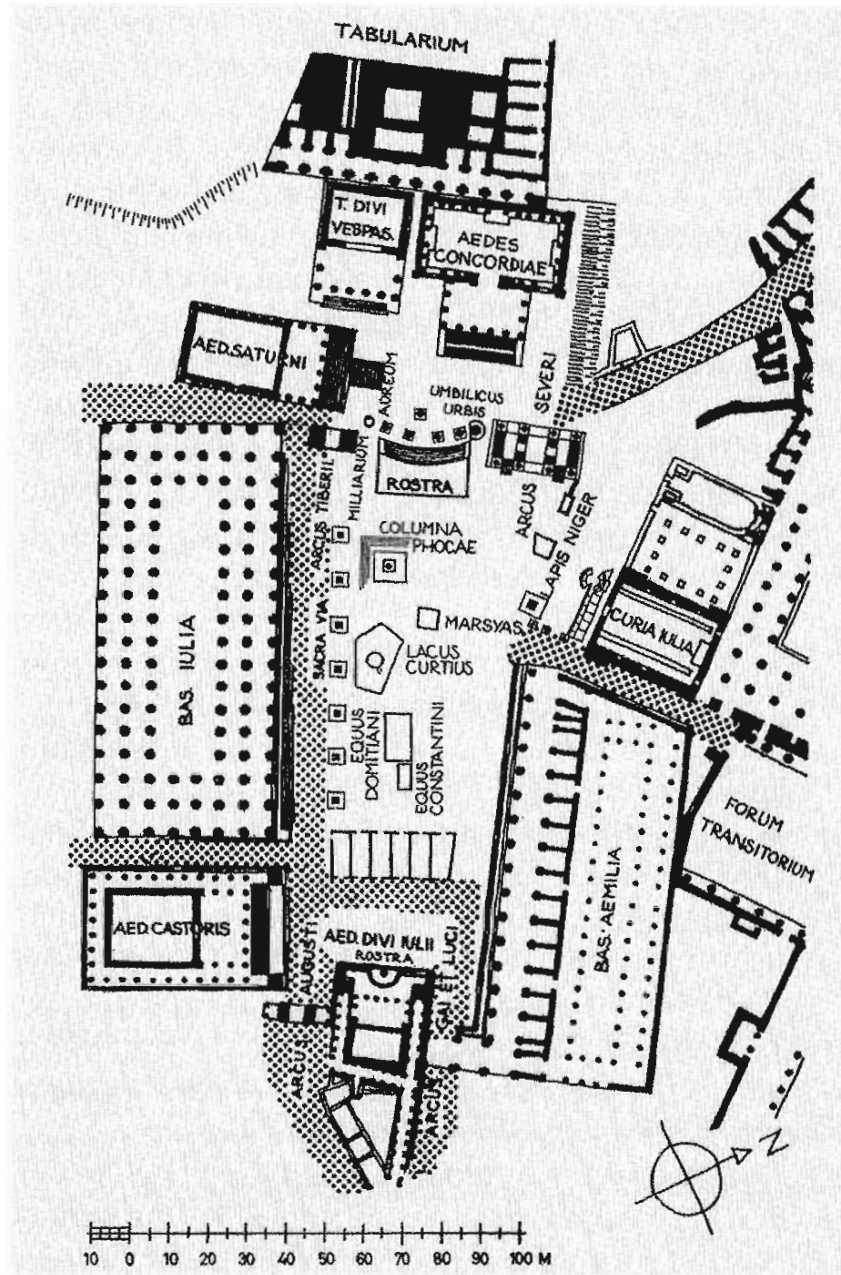 TABULARIUM
T. DIVI
VESPAS.
AEDES
CONCORDIAE
AED. SATURNI
AUREUM
MILLIARIUM
UMBILICUS
URBIS
SEVERI
ARCUS
ROSTRA
ARCUS TIBERII
COLUMNA
PHOCAE
LAPIS NIGER
CURIA IULIA
MARSYAS
LACUS
CURTIUS
SACRA VIA
BAS. IULIA
EQUUS
DOMITIANI
EQUUS
CONSTANTINI
FORUM
TRANSITORIUM
BAS. AEMILIA
AED. CASTORIS
AED. DIVI IULII
ROSTRA
ARCUS AUGUSTI
ARCUS GAI ET LUCI
N
10 0 10 20 30 40 50 60 70 80 90 100 M